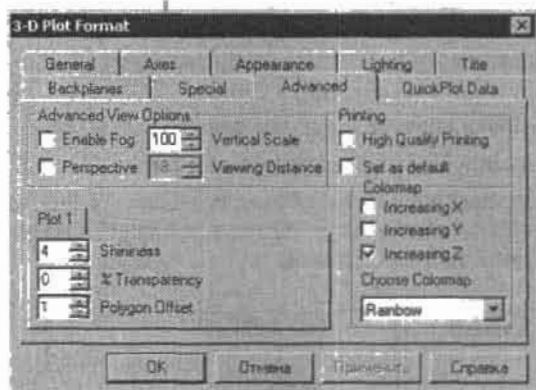 3-D Plot Format
General Axes Appearance Lighting Title
Backplanes Special Advanced QuickPlot Data
Advanced View Options
Enable Fog 100 Vertical Scale
Perspective Viewing Distance
Printing
High Quality Printing
Set as default
Colormap
Increasing X
Increasing Y
Increasing Z
Choose Colormap
Rainbow
Plot 1
4 Shininess
0 % Transparency
1 Polygon Offset
OK Отмена Применить Справка